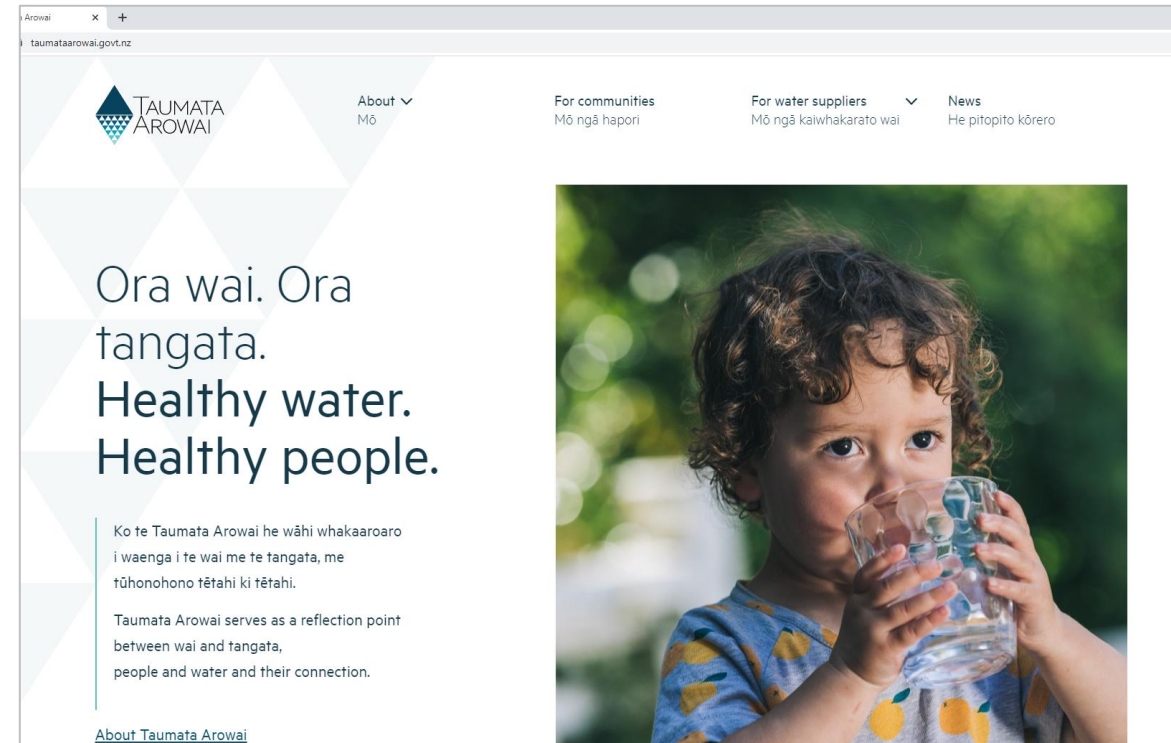 Arowai × +
taumataarowai.govt.nz
TAUMATA
AROWAI
About
Mō
For communities
Mō ngā hapori
For water suppliers
Mō ngā kaiwhakarato wai
News
He pitopito kōrero
Ora wai. Ora
tangata.
Healthy water.
Healthy people.
Ko te Taumata Arowai he wāhi whakaaroaro
i waenga i te wai me te tangata, me
tūhonohono tētahi ki tētahi.
Taumata Arowai serves as a reflection point
between wai and tangata,
people and water and their connection.
About Taumata Arowai